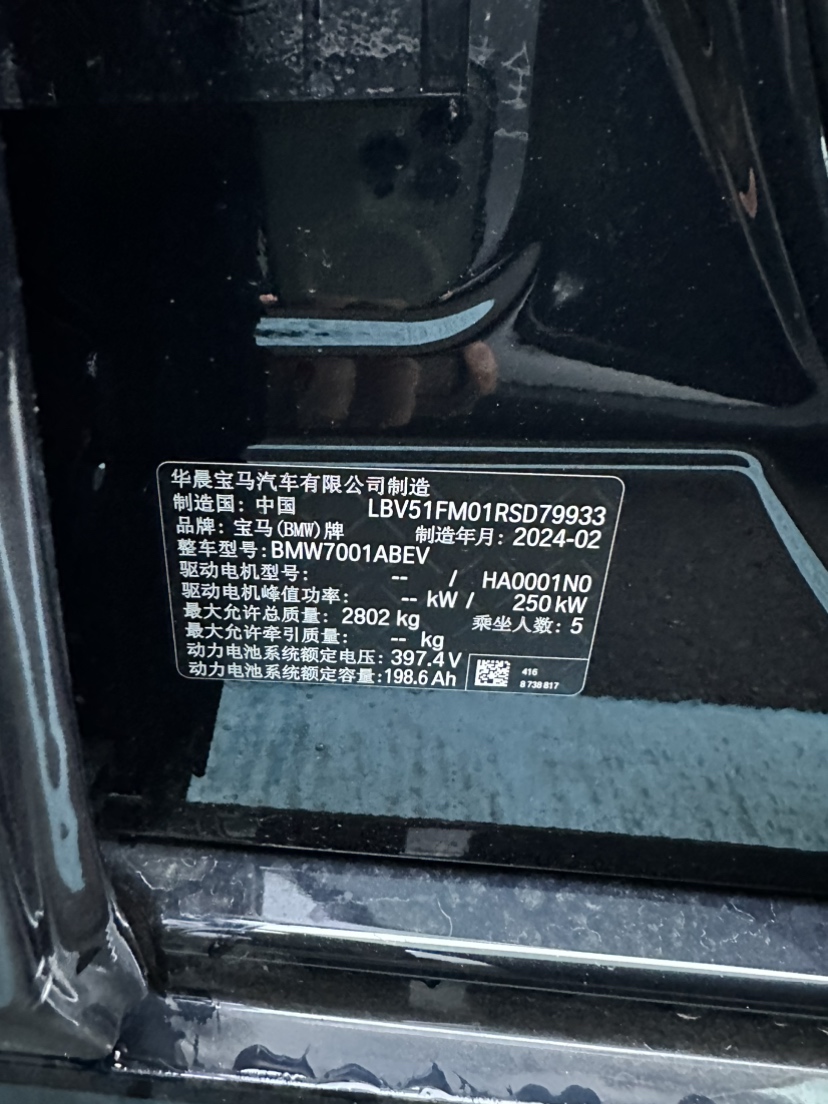 华晨宝马汽车有限公司制造
制造国：中国 LBV51FM01RSD79933
品牌：宝马(BMW)牌 制造年月：2024-02
整车型号：BMW7001ABEV
驱动电机型号： -- / HA0001N0
驱动电机峰值功率： -- kW / 250 kW
最大允许总质量：2802 kg 乘坐人数：5
最大允许牵引质量： -- kg
动力电池系统额定电压：397.4 V
动力电池系统额定容量：198.6 Ah
416
8 738 817